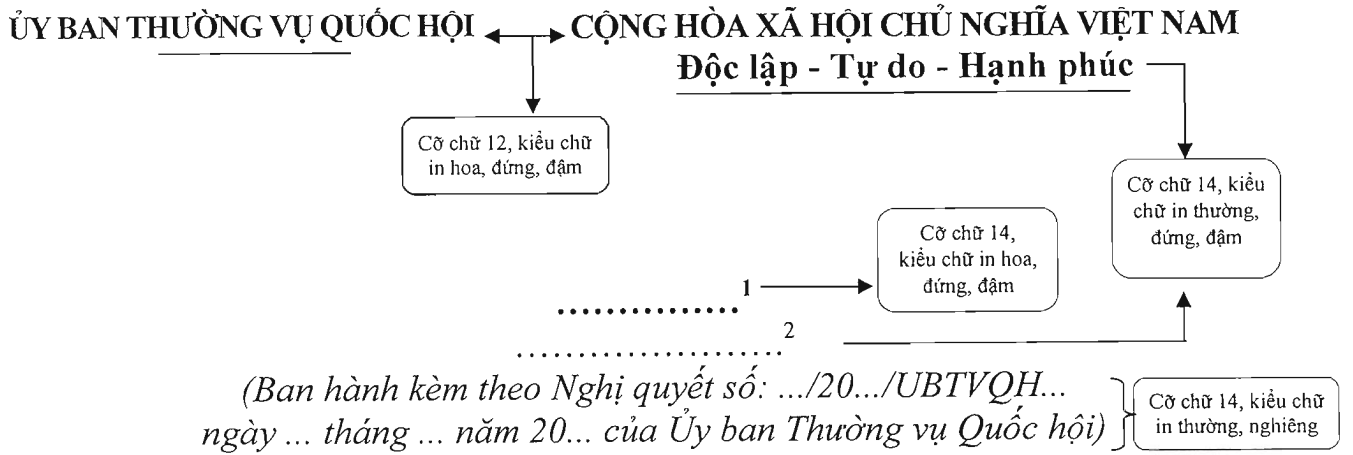 ỦY BAN THƯỜNG VỤ QUỐC HỘI
CỘNG HÒA XÃ HỘI CHỦ NGHĨA VIỆT NAM
Độc lập - Tự do - Hạnh phúc
Cỡ chữ 12, kiểu chữ
in hoa, đứng, đậm
Cỡ chữ 14, kiểu
chữ in thường,
đứng, đậm
Cỡ chữ 14,
kiểu chữ in hoa,
đứng, đậm
...............1
.......................2
(Ban hành kèm theo Nghị quyết số: .../20.../UBTVQH...
ngày ... tháng ... năm 20... của Ủy ban Thường vụ Quốc hội)
Cỡ chữ 14, kiểu chữ
in thường, nghiêng